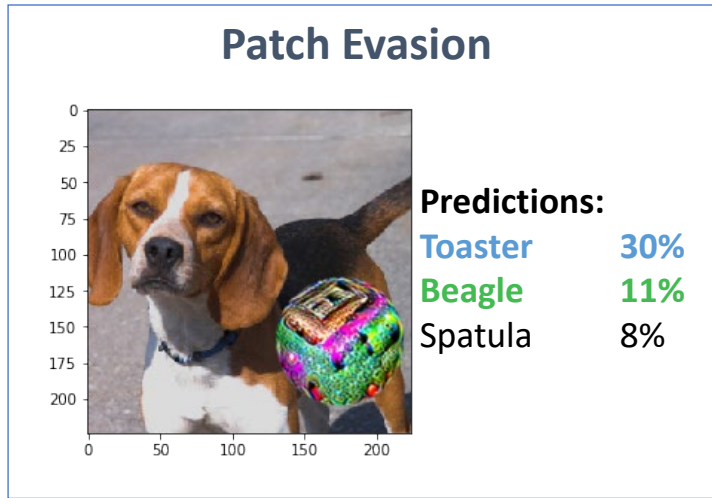 Patch Evasion
0
25
50
75
100
125
150
175
200
0 50 100 150 200
Predictions:
Toaster 30%
Beagle 11%
Spatula 8%